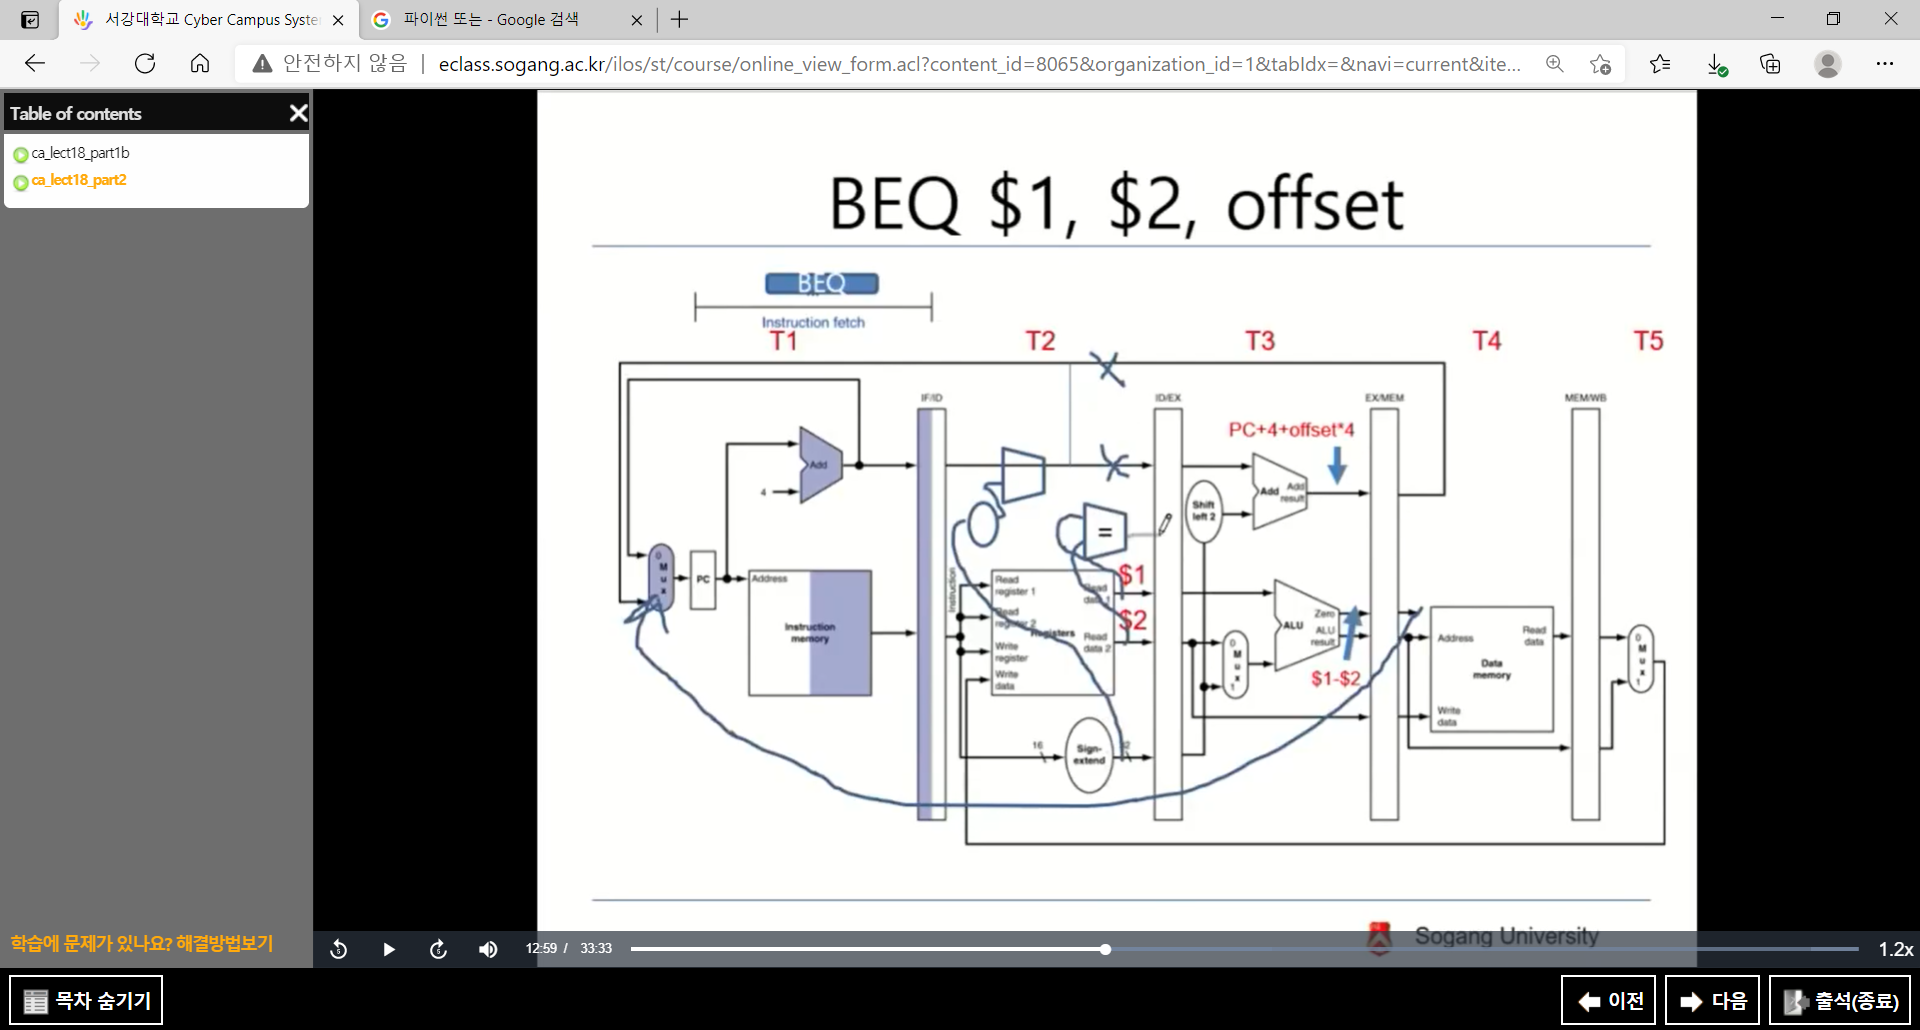 서강대학교 Cyber Campus Syste
파이썬 또는 - Google 검색
안전하지 않음
eclass.sogang.ac.kr/ilos/st/course/online_view_form.acl?content_id=8065&organization_id=1&tabIdx=&navi=current&ite...
Table of contents
ca_lect18_part1b
ca_lect18_part2
BEQ $1, $2, offset
BEQ
Instruction fetch
T1
T2
T3
T4
T5
IF/ID
ID/EX
EX/MEM
MEM/WB
PC+4+offset*4
Add
4
Add
Add
result
Shift
left 2
=
0
M
u
x
PC
Address
Instruction
memory
Instruction
Read
register 1
Read
register 2
Registers
Write
register
Write
data
Read
data 1
Read
data 2
$1
$2
16
Sign-
extend
0
M
u
x
1
Zero
ALU
ALU
result
$1-$2
Address
Read
data
Data
memory
Write
data
0
M
u
x
1
Sogang University
학습에 문제가 있나요? 해결방법보기
5
5
12:59 / 33:33
1.2x
목차 숨기기
이전
다음
출석(종료)